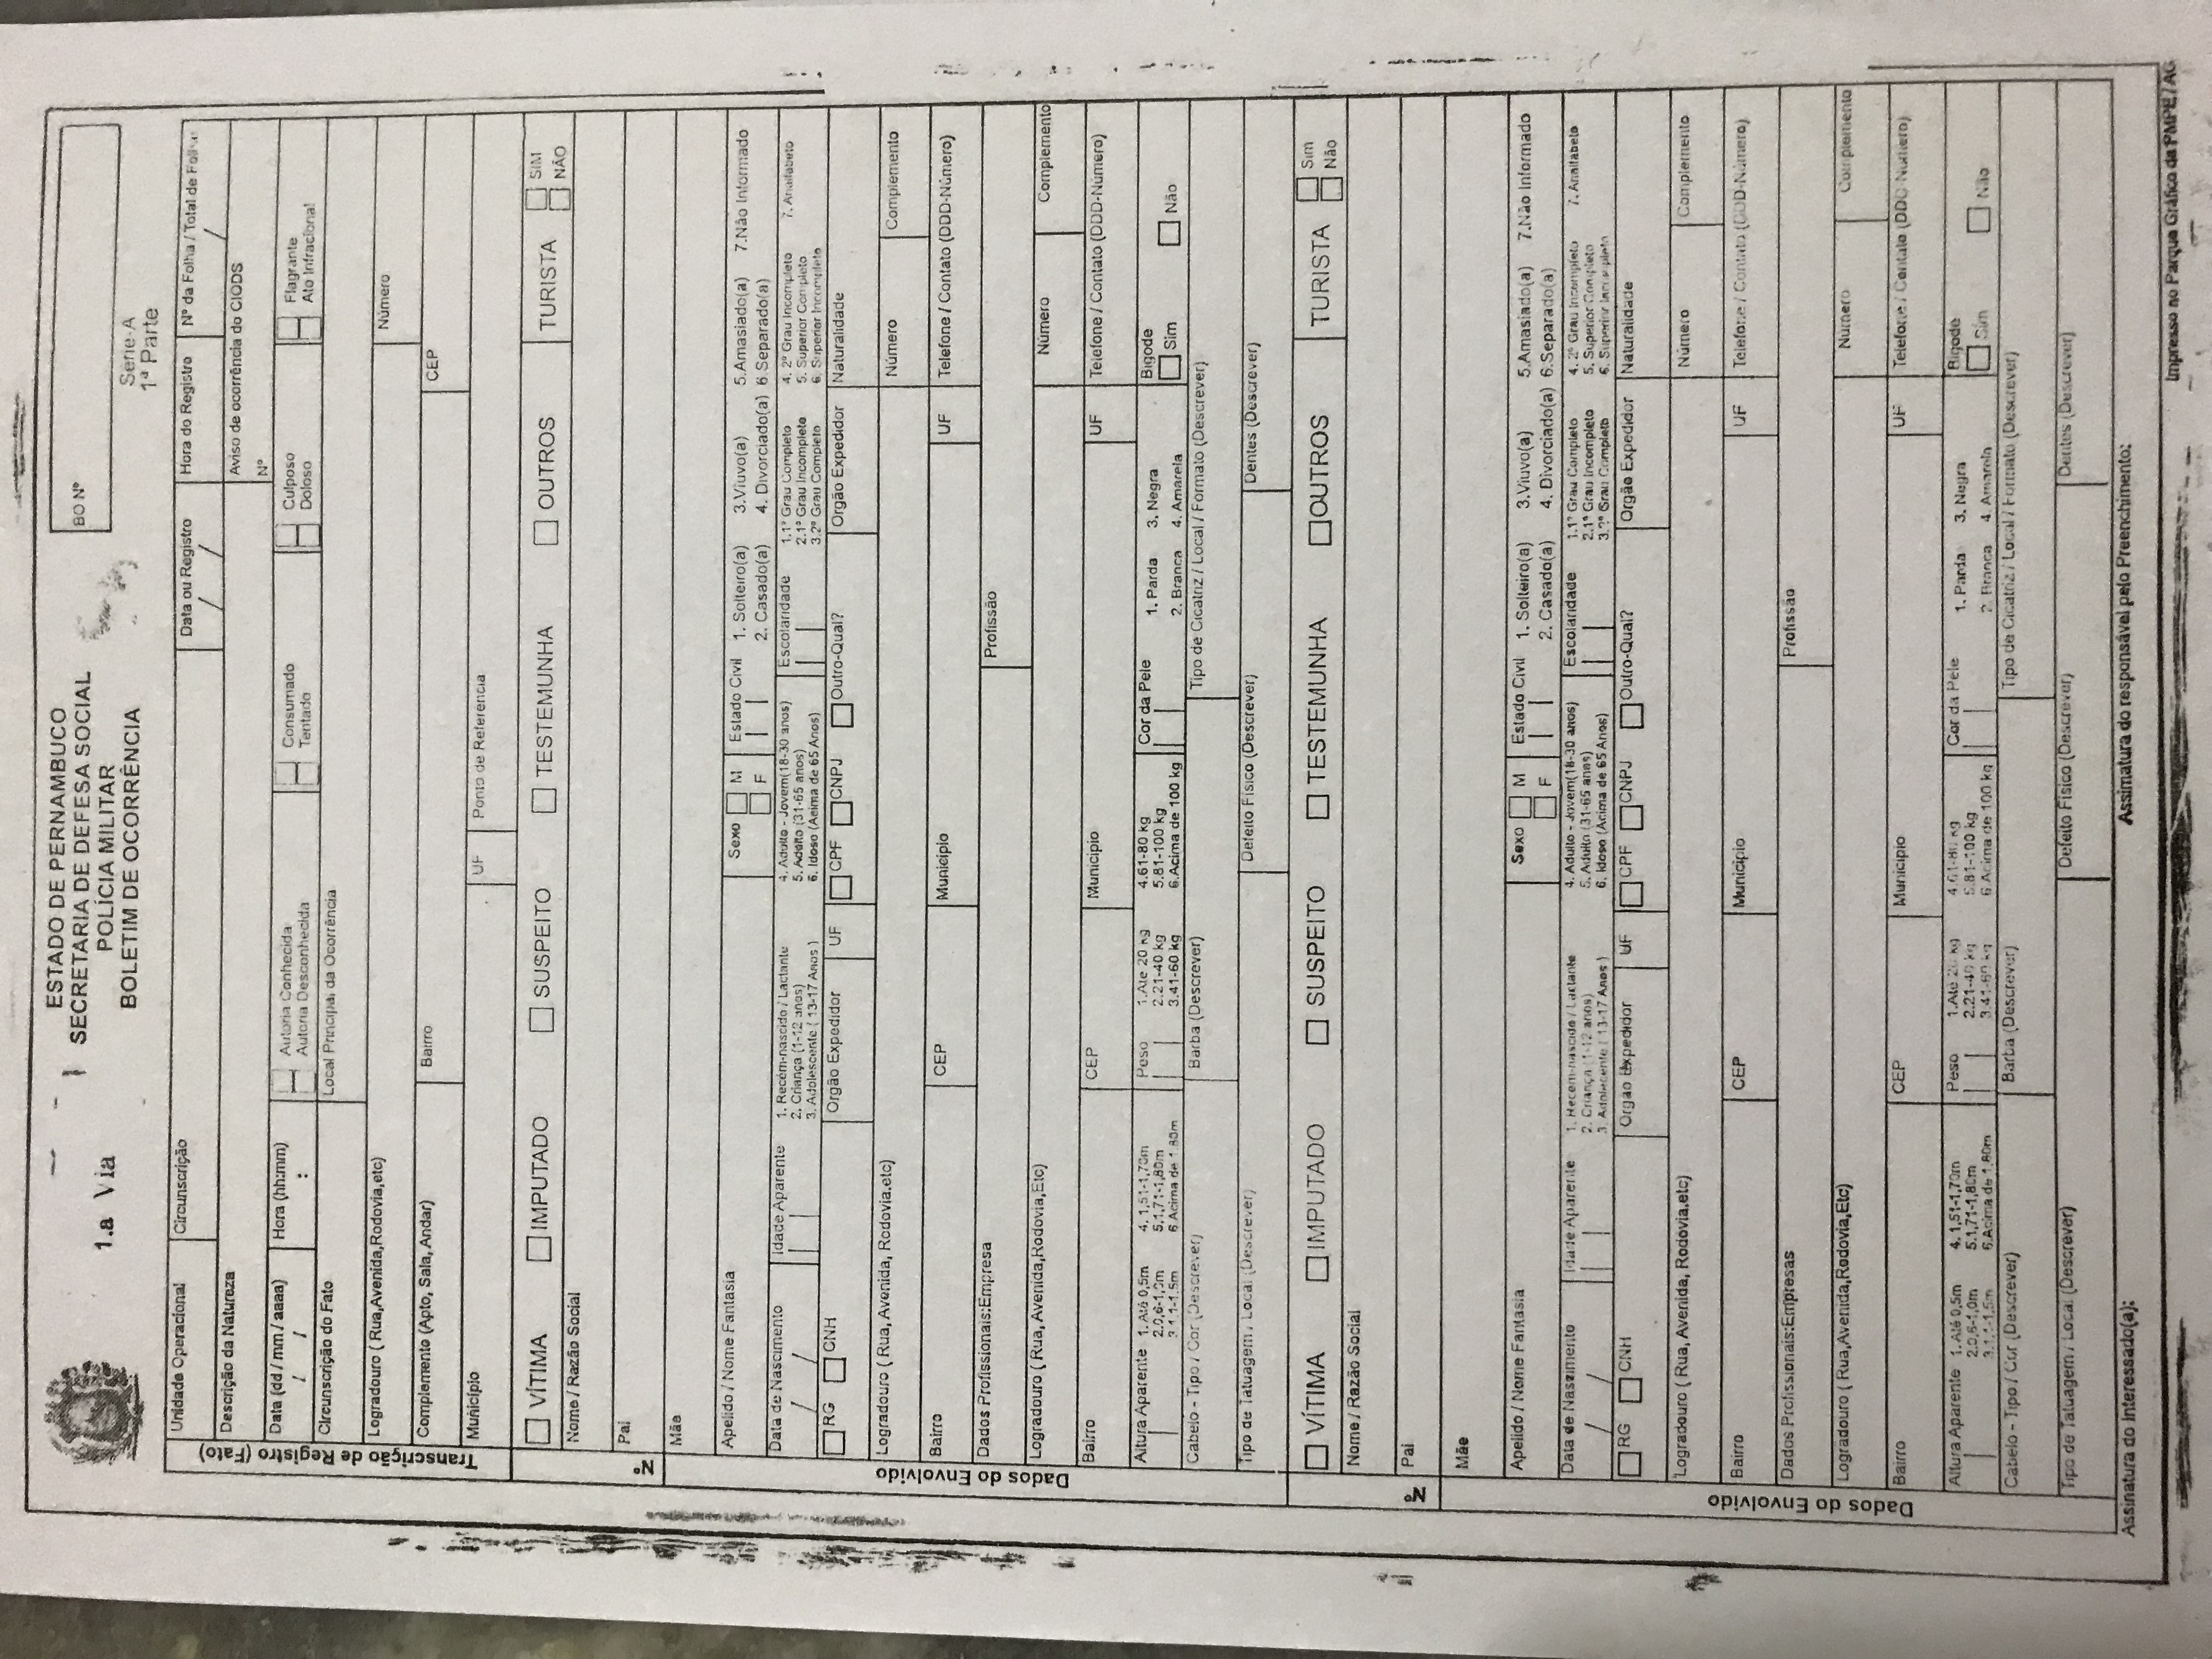 ESTADO DE PERNAMBUCO
SECRETARIA DE DEFESA SOCIAL
POLÍCIA MILITAR
BOLETIM DE OCORRÊNCIA
1.a Via
BO Nº
Serie-A
1ª Parte
Transcrição de Registro (Fato)
Unidade Operacional Circunscrição Data ou Registro Hora do Registro Nº da Folha / Total de
/ / /
Descrição da Natureza Aviso de ocorrência do CIODS
Nº
Data (dd / mm / aaaa) Hora (hh:mm) Autoria Conhecida Consumado Culposo Flagrante
/ / : Autoria Desconhecida Tentado Doloso Ato Infracional
Circunscrição do Fato Local Principal da Ocorrência
Logradouro ( Rua,Avenida,Rodovia,etc) Número
Complemento (Apto, Sala, Andar) Bairro CEP
Município UF Ponto de Referência
Nº
VÍTIMA IMPUTADO SUSPEITO TESTEMUNHA OUTROS TURISTA SIM
NÃO
Nome / Razão Social
Pai
Mãe
Dados do Envolvido
Apelido / Nome Fantasia Sexo M Estado Civil 1. Solteiro(a) 3.Viuvo(a) 5.Amasiado(a) 7.Não Informado
F 2. Casado(a) 4. Divorciado(a) 6.Separado(a)
Data de Nascimento Idade Aparente 1. Recém-nascido / Lactante 4. Adulto - Jovem(18-30 anos) Escolaridade 1.1º Grau Completo 4. 2º Grau Incompleto 7. Analfabeto
/ / 2. Criança (1-12 anos) 5. Adulto (31-65 anos) 2.1º Grau Incompleto 5. Superior Completo
3. Adolescente ( 13-17 Anos ) 6. Idoso (Acima de 65 Anos) 3.2º Grau Completo 6. Superior Incompleto
RG CNH Orgão Expedidor UF CPF CNPJ Outro-Qual? Orgão Expedidor Naturalidade
Logradouro ( Rua, Avenida, Rodovia.etc) Número Complemento
Bairro CEP Municipio UF Telefone / Contato (DDD-Número)
Dados Profissionais:Empresa Profissão
Logradouro ( Rua, Avenida,Rodovia,Etc) Número Complemento
Bairro CEP Municipio UF Telefone / Contato (DDD-Número)
Altura Aparente 1. Até 0,5m 4. 1,51-1,70m Peso 1.Ate 20 kg 4.61-80 kg Cor da Pele 1. Parda 3. Negra Bigode
2.0,6-1,0m 5.1,71-1,80m 2.21-40 kg 5.81-100 kg 2. Branca 4. Amarela Sim Não
3.1,1-1,5m 6.Acima de 1,80m 3.41-60 kg 6.Acima de 100 kg
Cabelo - Tipo / Cor (Descrever) Barba (Descrever) Tipo de Cicatriz / Local / Formato (Descrever)
Tipo de Tatuagem / Local (Descrever) Defeito Físico (Descrever) Dentes (Descrever)
Nº
VÍTIMA IMPUTADO SUSPEITO TESTEMUNHA OUTROS TURISTA Sim
Não
Nome / Razão Social
Pai
Mãe
Dados do Envolvido
Apelido / Nome Fantasia Sexo M Estado Civil 1. Solteiro(a) 3.Viuvo(a) 5.Amasiado(a) 7.Não Informado
F 2. Casado(a) 4. Divorciado(a) 6.Separado(a)
Data de Nascimento Idade Aparente 1. Recem-nascido / Lactante 4. Adulto - Jovem(18-30 anos) Escolaridade 1.1º Grau Completo 4. 2º Grau Incompleto 7. Analfabeto
/ / 2. Criança (1-12 anos) 5. Adulto (31-65 anos) 2.1º Grau Incompleto 5. Superior Completo
3. Adolecente ( 13-17 Anos ) 6. Idoso (Acima de 65 Anos) 3.2º Grau Completo 6. Superior Incompleto
RG CNH Orgão Expedidor UF CPF CNPJ Outro-Qual? Orgão Expedidor Naturalidade
Logradouro ( Rua, Avenida, Rodovia.etc) Número Complemento
Bairro CEP Municipio UF Telefone / Contato (DDD-Número)
Dados Profissionais:Empresas Profissão
Logradouro ( Rua,Avenida,Rodovia,Etc) Número Complemento
Bairro CEP Municipio UF Telefone / Contato Número)
Altura Aparente 1. Até 0,5m 4. 1,51-1,70m Peso 1.Até 20 kg 4.61-80 kg Cor da Pele 1. Parda 3. Negra Bigode
2.0,6-1,0m 5.1,71-1,80m 2.21-40 kg 5.81-100 kg 2. Branca 4. Amarela Sim Não
3.1,1-1,5m 6.Acima de 1,80m 3.41-60 kg 6.Acima de 100 kg
Cabelo - Tipo / Cor (Descrever) Barba (Descrever) Tipo de Cicatriz / Local / Formato (Descrever)
Tipo de Tatuagem / Local (Descrever) Defeito Físico (Descrever) Dentes (Descrever)
Assinatura do Interessado(a): Assimatura do responsável pelo Preenchimento:
Impresso no Parque Gráfico da PMPE / AG